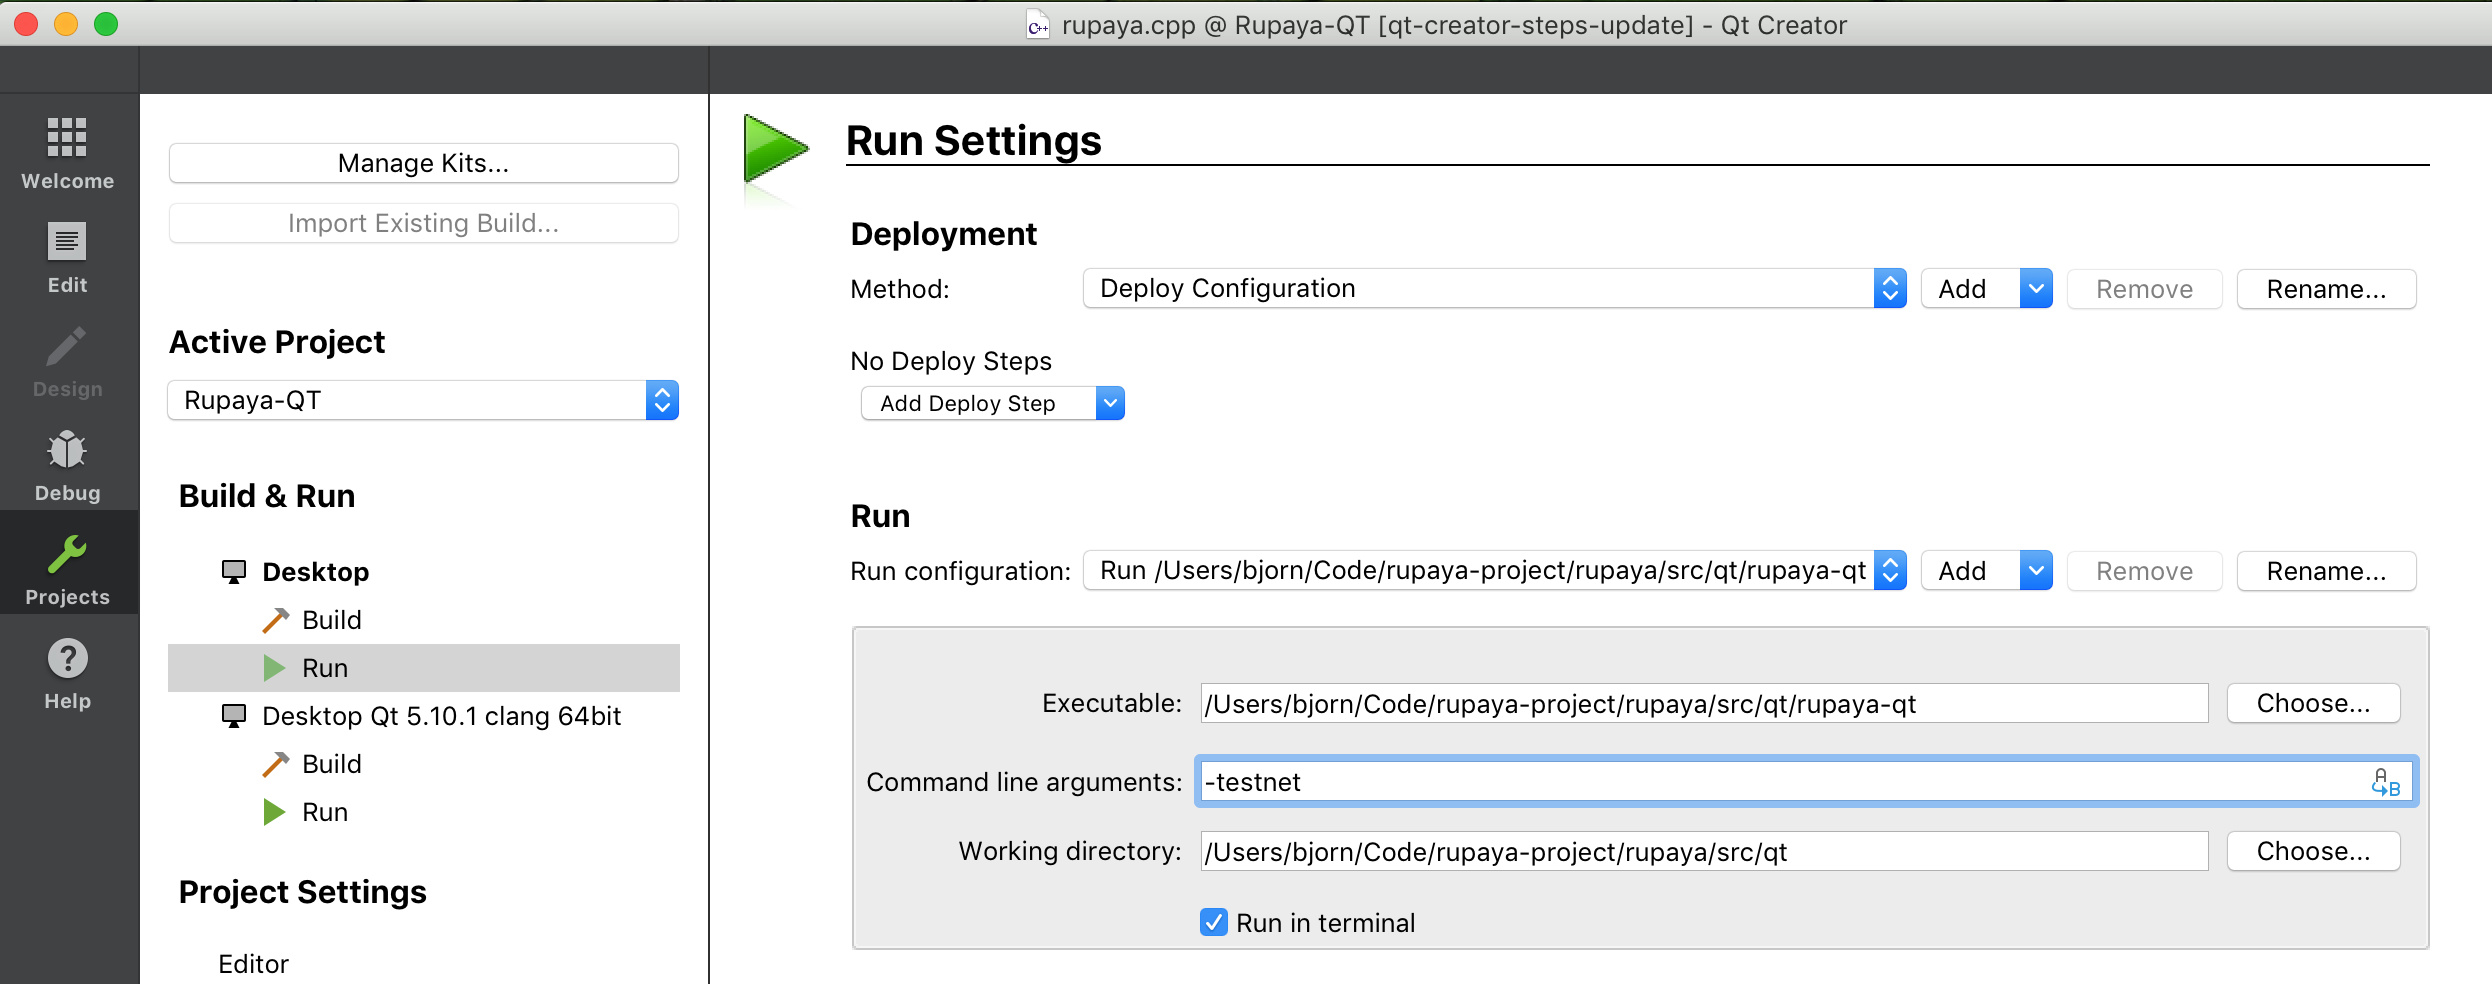 rupaya.cpp @ Rupaya-QT [qt-creator-steps-update] - Qt Creator
Welcome
Edit
Design
Debug
Projects
Help
Manage Kits...
Import Existing Build...
Active Project
Rupaya-QT
Build & Run
Desktop
Build
Run
Desktop Qt 5.10.1 clang 64bit
Build
Run
Project Settings
Editor
Run Settings
Deployment
Method: Deploy Configuration Add Remove Rename...
No Deploy Steps
Add Deploy Step
Run
Run configuration: Run /Users/bjorn/Code/rupaya-project/rupaya/src/qt/rupaya-qt Add Remove Rename...
Executable: /Users/bjorn/Code/rupaya-project/rupaya/src/qt/rupaya-qt Choose...
Command line arguments: -testnet
Working directory: /Users/bjorn/Code/rupaya-project/rupaya/src/qt Choose...
Run in terminal